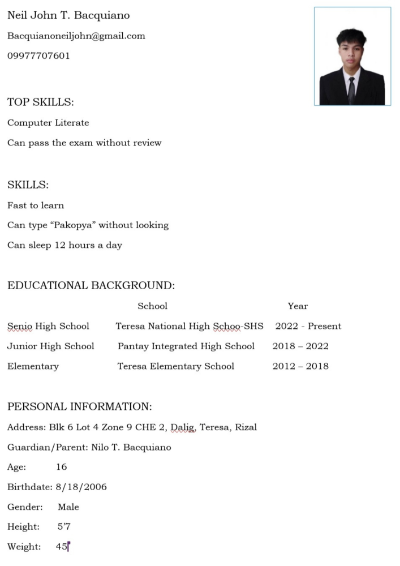 Neil John T. Bacquiano
Bacquianoneiljohn@gmail.com
09977707601
TOP SKILLS:
Computer Literate
Can pass the exam without review
SKILLS:
Fast to learn
Can type “Pakopya” without looking
Can sleep 12 hours a day
EDUCATIONAL BACKGROUND:
School Year
Senio High School Teresa National High Schoo-SHS 2022 - Present
Junior High School Pantay Integrated High School 2018 – 2022
Elementary Teresa Elementary School 2012 – 2018
PERSONAL INFORMATION:
Address: Blk 6 Lot 4 Zone 9 CHE 2, Dalig, Teresa, Rizal
Guardian/Parent: Nilo T. Bacquiano
Age: 16
Birthdate: 8/18/2006
Gender: Male
Height: 5'7
Weight: 45